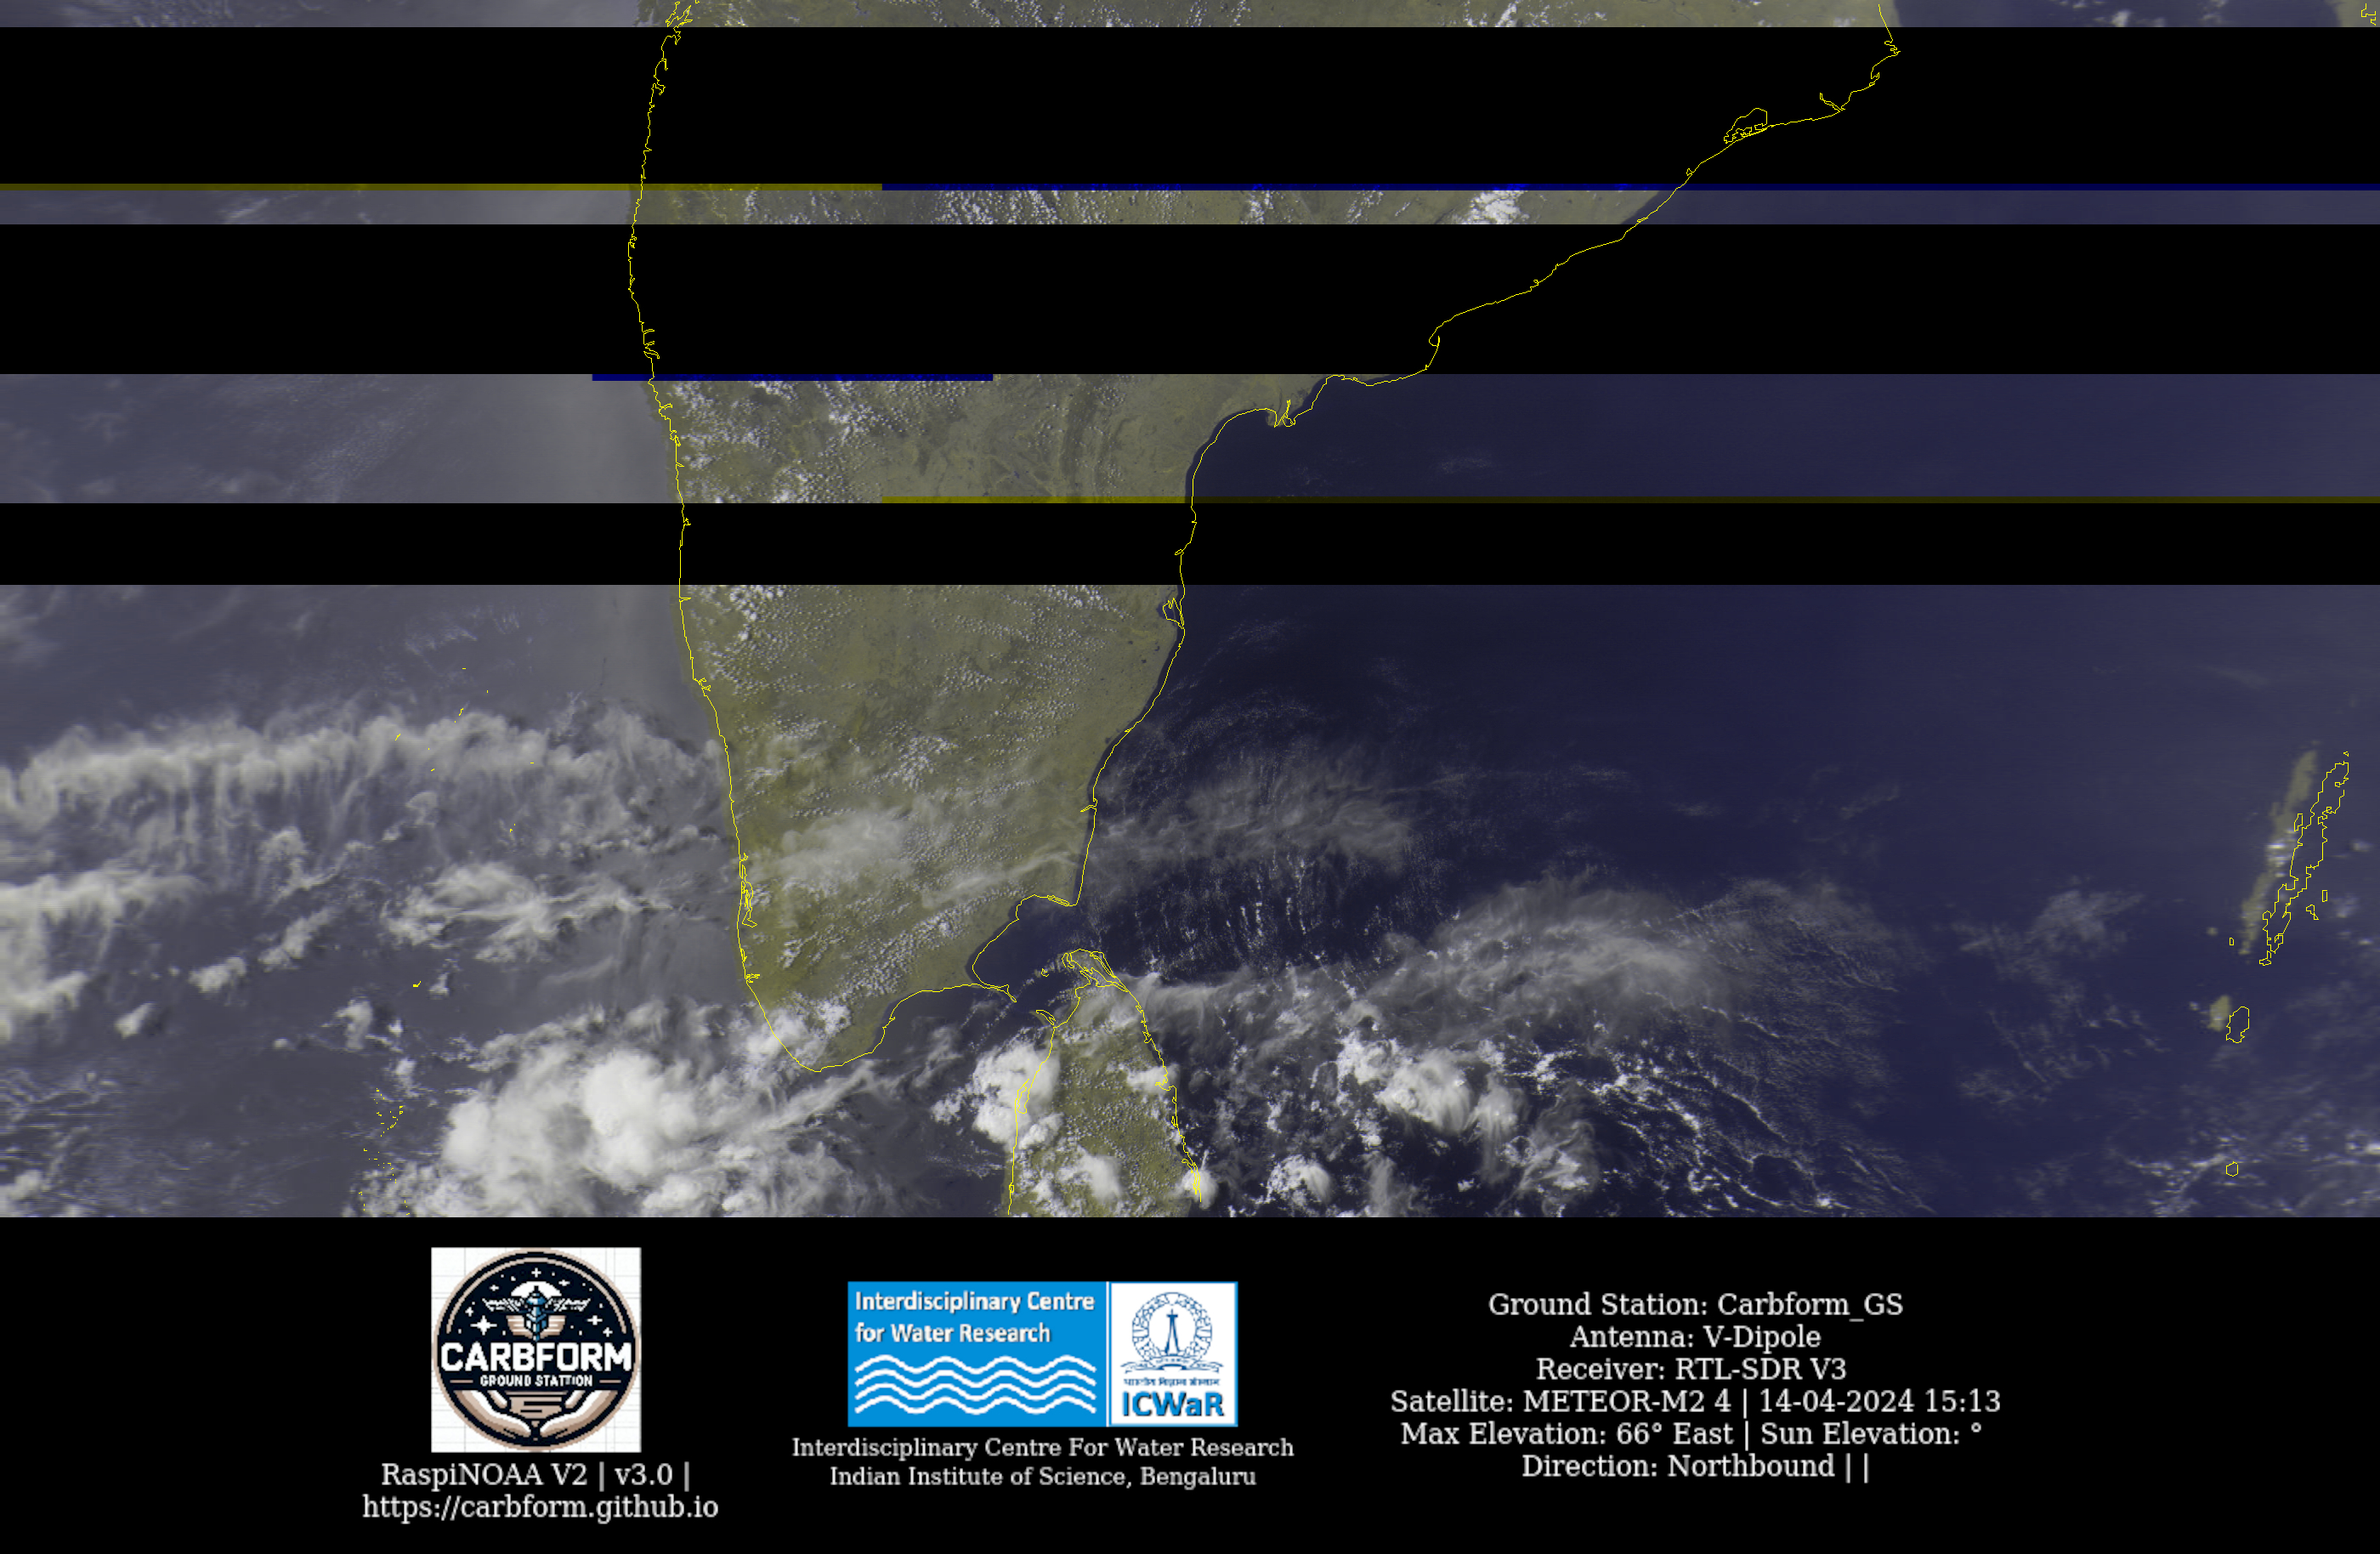 CARBFORM
GROUND STATION
RaspiNOAA V2 | v3.0 |
https://carbform.github.io
Interdisciplinary Centre
for Water Research
ICWaR
Interdisciplinary Centre For Water Research
Indian Institute of Science, Bengaluru
Ground Station: Carbform_GS
Antenna: V-Dipole
Receiver: RTL-SDR V3
Satellite: METEOR-M2 4 | 14-04-2024 15:13
Max Elevation: 66° East | Sun Elevation: °
Direction: Northbound | |